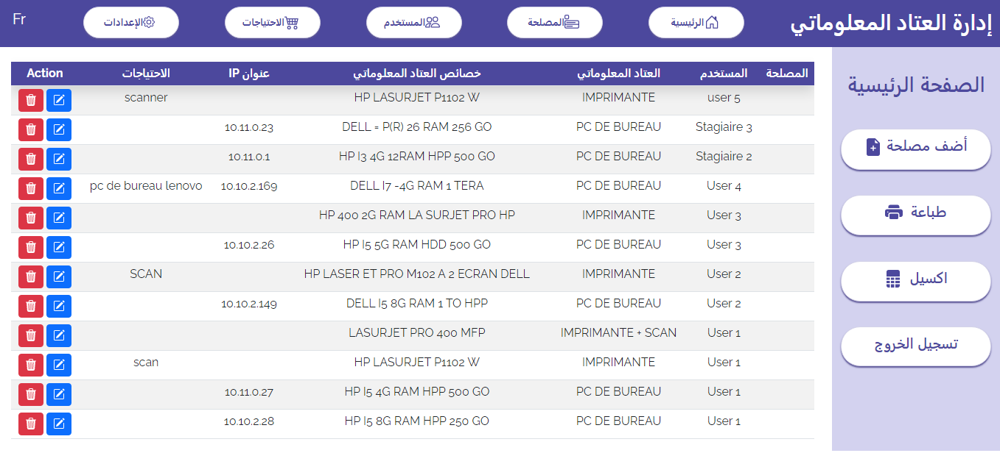 إدارة العتاد المعلوماتي
الرئيسية
المصلحة
المستخدم
الاحتياجات
الإعدادات
Fr
الصفحة الرئيسية
أضف مصلحة
طباعة
اكسيل
تسجيل الخروج
المصلحة المستخدم العتاد المعلوماتي خصائص العتاد المعلوماتي عنوان IP الاحتياجات Action
user 5 IMPRIMANTE HP LASURJET P1102 W scanner
Stagiaire 3 PC DE BUREAU DELL = P(R) 26 RAM 256 GO 10.11.0.23
Stagiaire 2 PC DE BUREAU HP I3 4G 12RAM HPP 500 GO 10.11.0.1
User 4 PC DE BUREAU DELL I7 -4G RAM 1 TERA 10.10.2.169 pc de bureau lenovo
User 3 IMPRIMANTE HP 400 2G RAM LA SURJET PRO HP
User 3 PC DE BUREAU HP I5 5G RAM HDD 500 GO 10.10.2.26
User 2 IMPRIMANTE HP LASER ET PRO M102 A 2 ECRAN DELL SCAN
User 2 PC DE BUREAU DELL I5 8G RAM 1 TO HPP 10.10.2.149
User 1 IMPRIMANTE + SCAN LASURJET PRO 400 MFP
User 1 IMPRIMANTE HP LASURJET P1102 W scan
User 1 PC DE BUREAU HP I5 4G RAM HPP 500 GO 10.11.0.27
User 1 PC DE BUREAU HP I5 8G RAM HPP 250 GO 10.10.2.28